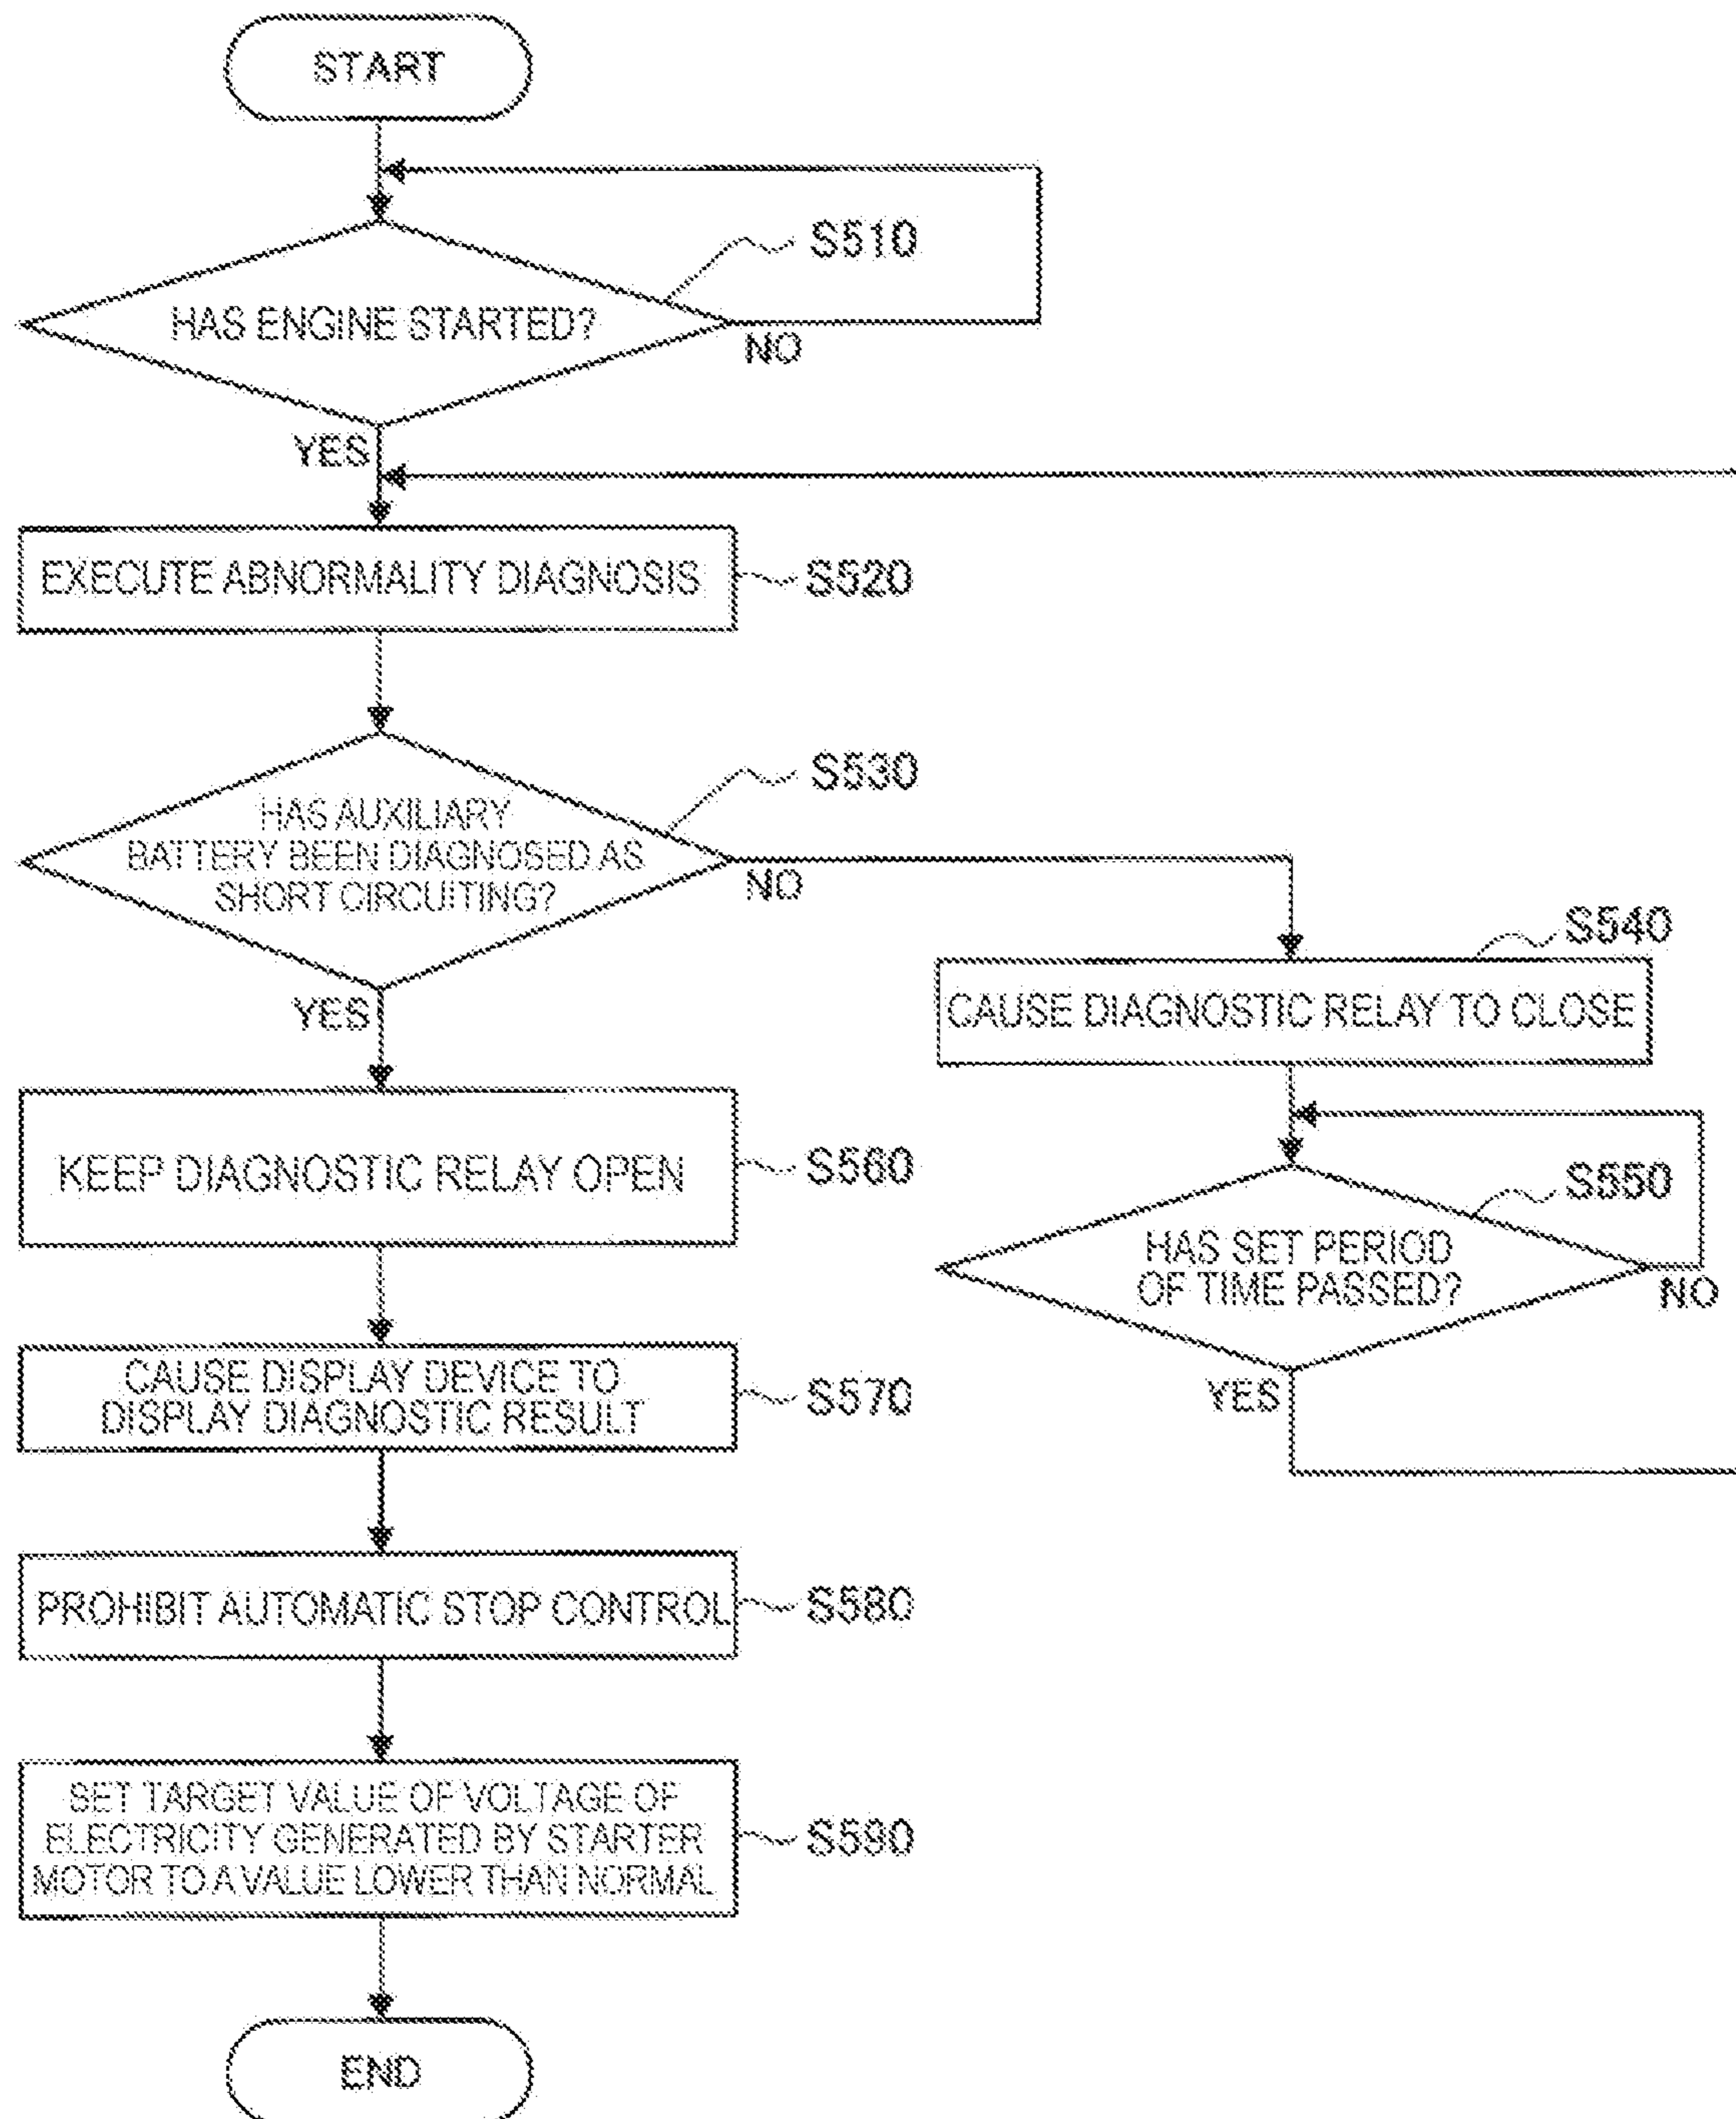 START
S510
HAS ENGINE STARTED?
NO
YES
EXECUTE ABNORMALITY DIAGNOSIS
S520
S530
HAS AUXILIARY
BATTERY BEEN DIAGNOSED AS
SHORT CIRCUITING?
NO
YES
S540
CAUSE DIAGNOSTIC RELAY TO CLOSE
S550
HAS SET PERIOD
OF TIME PASSED?
NO
YES
KEEP DIAGNOSTIC RELAY OPEN
S560
CAUSE DISPLAY DEVICE TO
DISPLAY DIAGNOSTIC RESULT
S570
PROHIBIT AUTOMATIC STOP CONTROL
S580
SET TARGET VALUE OF VOLTAGE OF
ELECTRICITY GENERATED BY STARTER
MOTOR TO A VALUE LOWER THAN NORMAL
S590
END